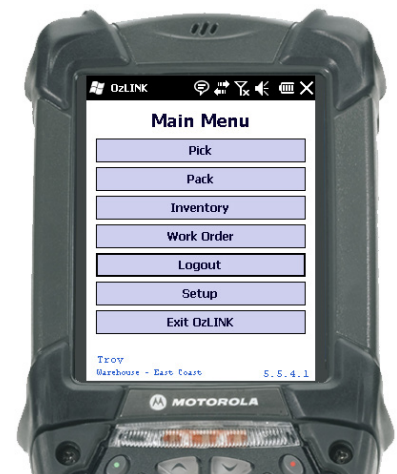 OzLINK
Main Menu
Pick
Pack
Inventory
Work Order
Logout
Setup
Exit OzLINK
Troy
Warehouse - East Coast 5.5.4.1
MOTOROLA